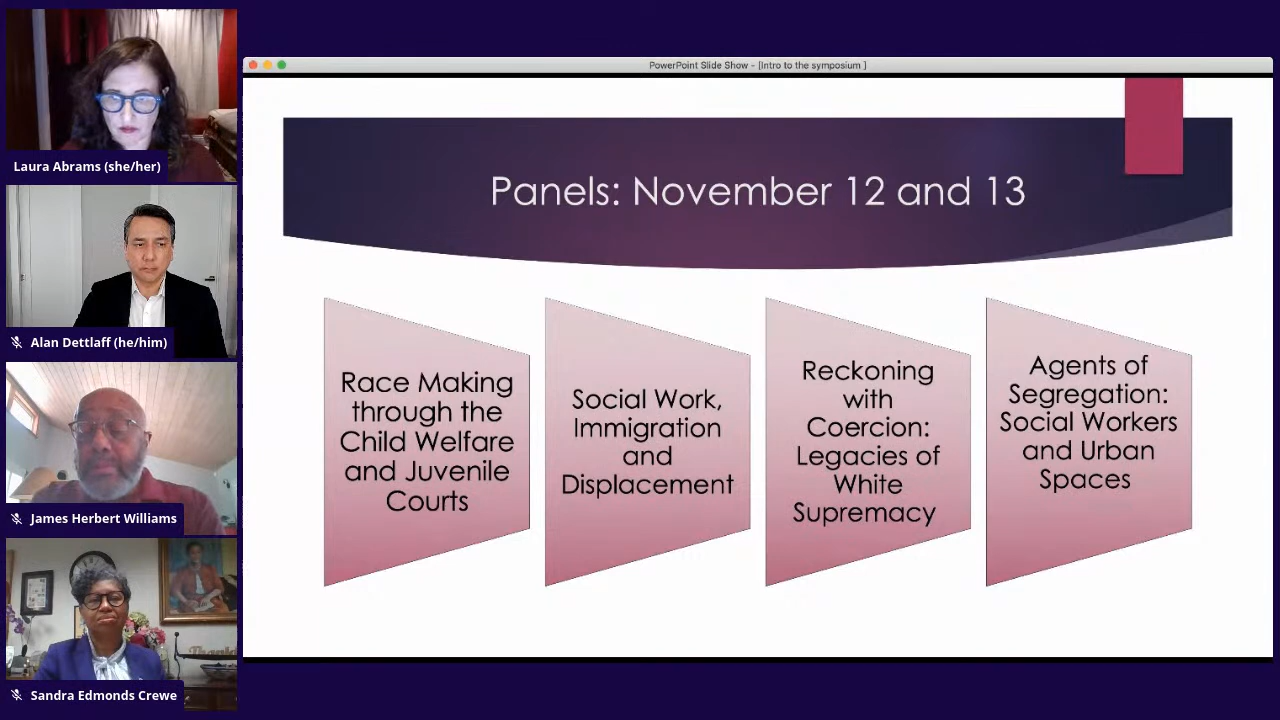 PowerPoint Slide Show - [Intro to the symposium ]
Panels: November 12 and 13
Race Making
through the
Child Welfare
and Juvenile
Courts
Social Work,
Immigration
and
Displacement
Reckoning
with
Coercion:
Legacies of
White
Supremacy
Agents of
Segregation:
Social Workers
and Urban
Spaces
Laura Abrams (she/her)
Alan Dettlaff (he/him)
James Herbert Williams
Sandra Edmonds Crewe